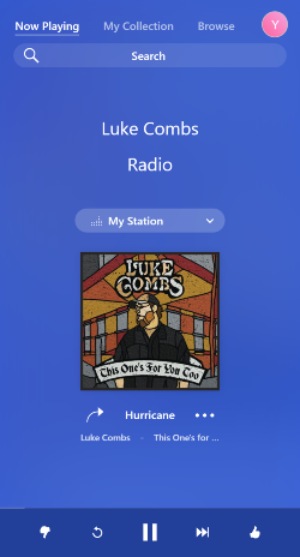 Now Playing My Collection Browse Y
Search
Luke Combs
Radio
My Station
LUKE
COMBS
This One's For You Too
Hurricane
Luke Combs - This One's for ...